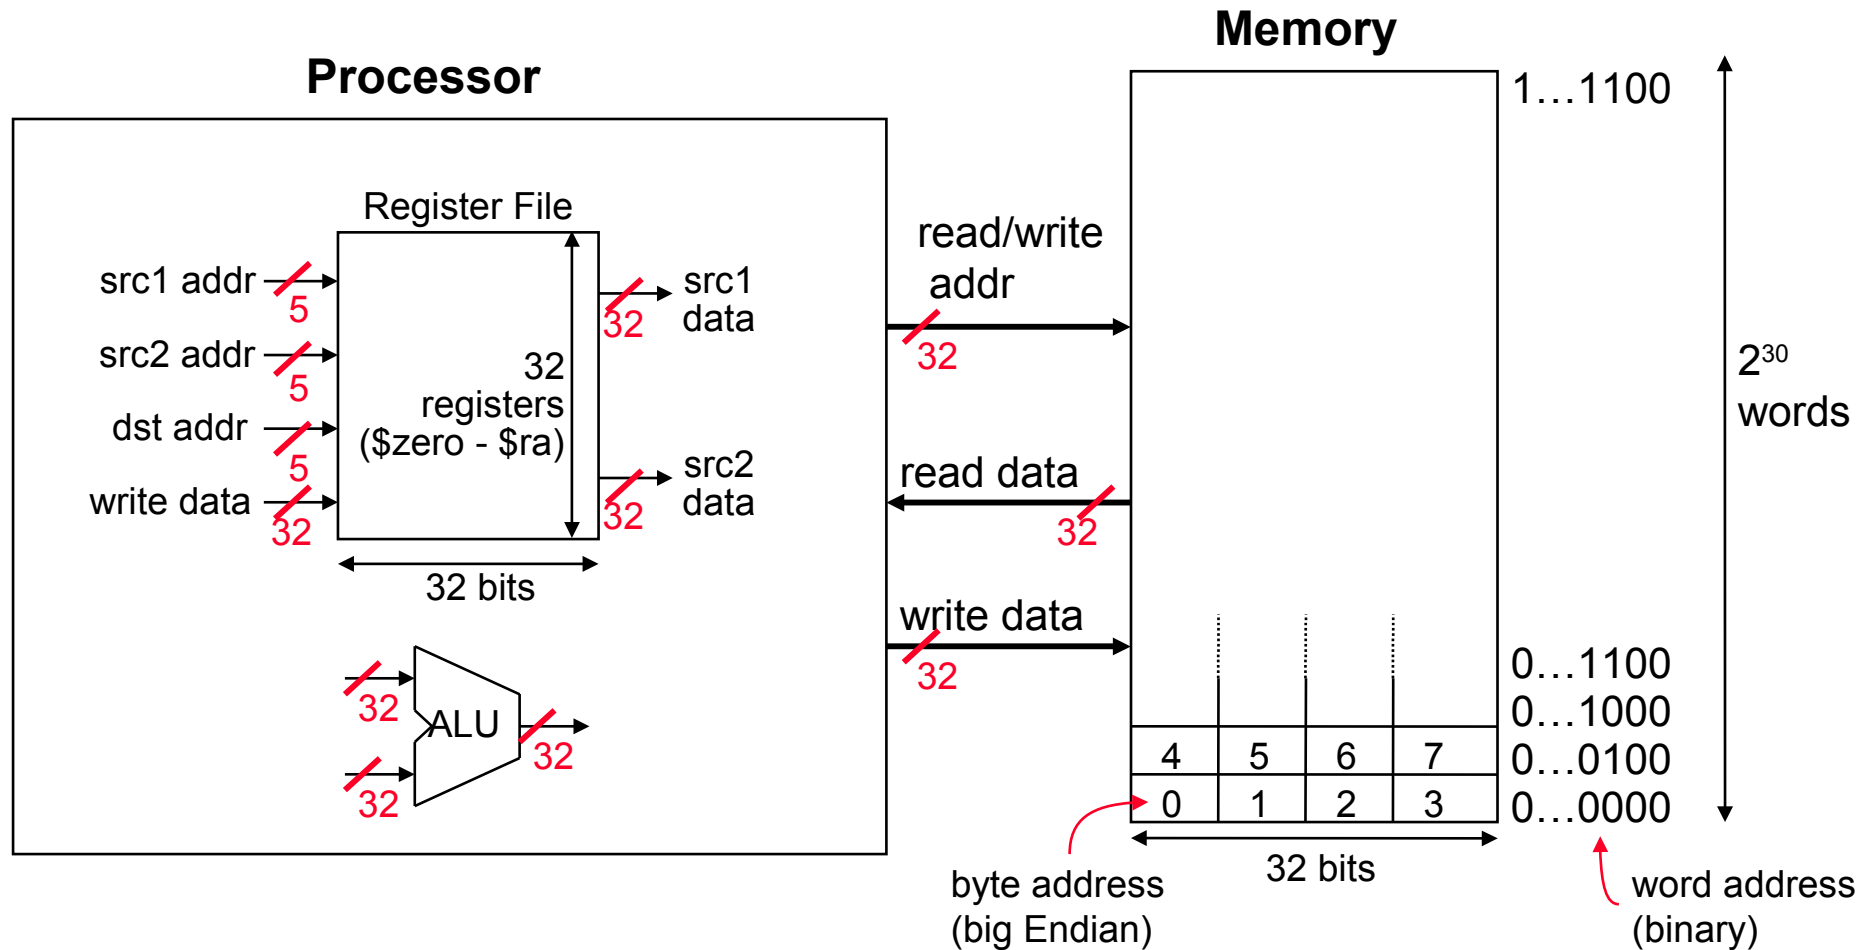 Processor
Register File
src1 addr
5
src2 addr
5
dst addr
5
write data
32
32
registers
($zero - $ra)
32 bits
src1
data
32
src2
data
32
32
32
ALU
32
read/write
addr
32
read data
32
write data
32
Memory
1…1100
2³⁰
words
0…1100
0…1000
4 5 6 7 0…0100
0 1 2 3 0…0000
32 bits
byte address
(big Endian)
word address
(binary)